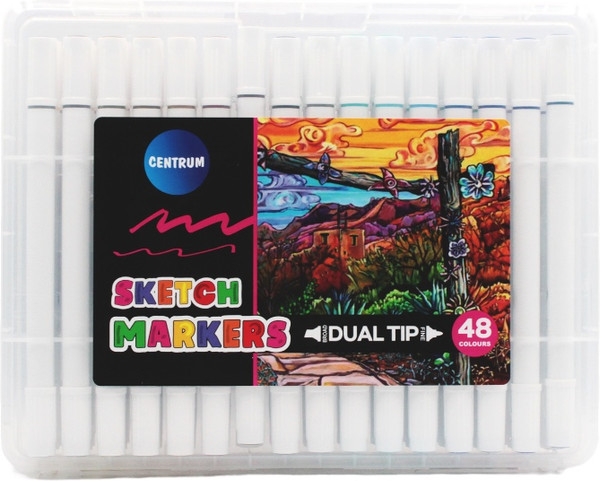 CENTRUM
SKETCH
MARKERS
BROAD
DUAL TIP
FINE
48
COLOURS